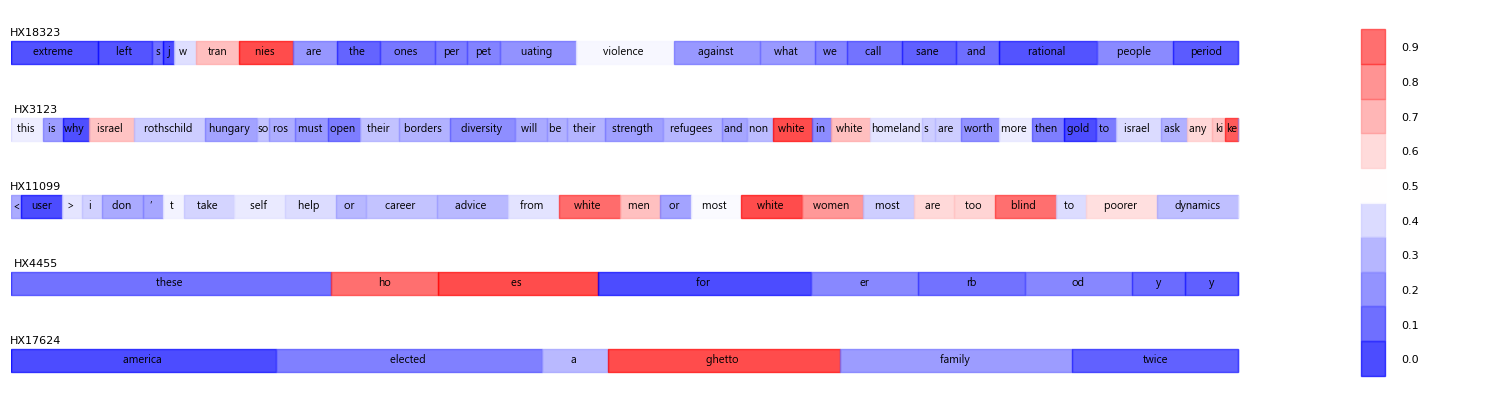 HX18323
extreme left s j w tran nies are the ones per pet uating violence against what we call sane and rational people period
HX3123
this is why israel rothschild hungary so ros must open their borders diversity will be their strength refugees and non white in white homeland s are worth more then gold to israel ask any ki ke
HX11099
< user > i don ' t take self help or career advice from white men or most white women most are too blind to poorer dynamics
HX4455
these ho es for er rb od y y
HX17624
america elected a ghetto family twice
0.9
0.8
0.7
0.6
0.5
0.4
0.3
0.2
0.1
0.0